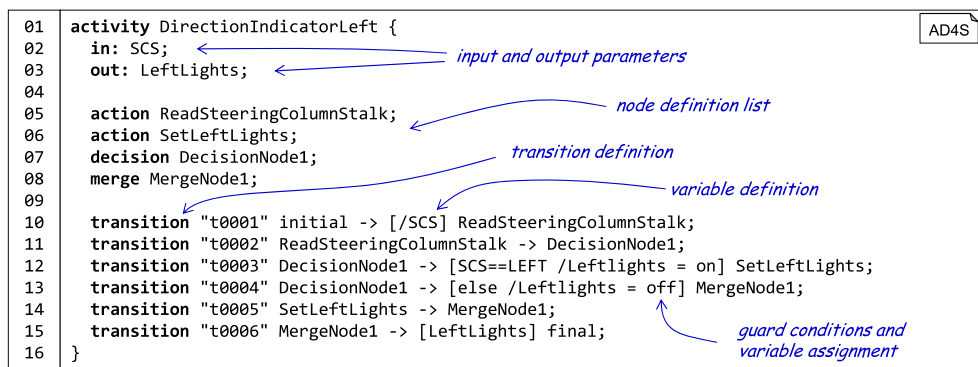 AD4S
01 activity DirectionIndicatorLeft {
02 in: SCS;
03 out: LeftLights;
input and output parameters
04
05 action ReadSteeringColumnStalk;
node definition list
06 action SetLeftLights;
07 decision DecisionNode1;
transition definition
08 merge MergeNode1;
variable definition
09
10 transition "t0001" initial -> [/SCS] ReadSteeringColumnStalk;
11 transition "t0002" ReadSteeringColumnStalk -> DecisionNode1;
12 transition "t0003" DecisionNode1 -> [SCS==LEFT /Leftlights = on] SetLeftLights;
13 transition "t0004" DecisionNode1 -> [else /Leftlights = off] MergeNode1;
14 transition "t0005" SetLeftLights -> MergeNode1;
15 transition "t0006" MergeNode1 -> [LeftLights] final;
guard conditions and
variable assignment
16 }